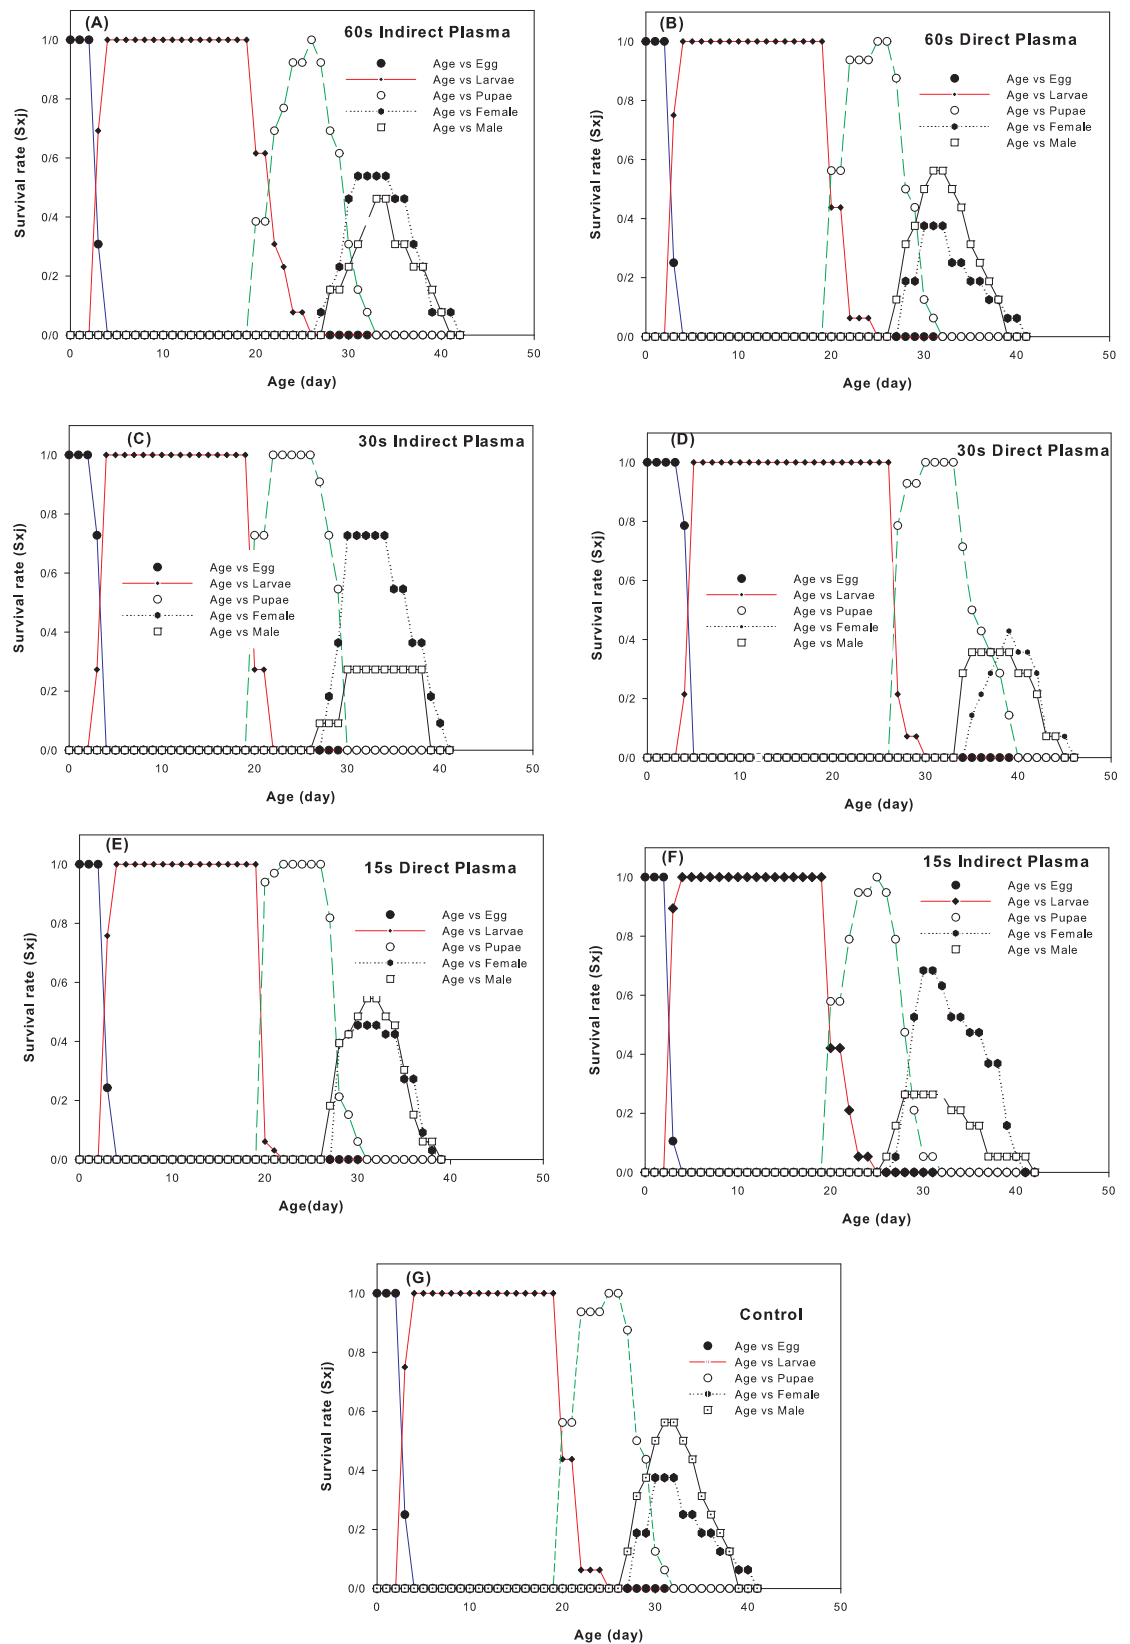 (A)
60s Indirect Plasma
Age vs Egg
Age vs Larvae
Age vs Pupae
Age vs Female
Age vs Male
Survival rate (Sxj)
1/0
0/8
0/6
0/4
0/2
0/0
0
10
20
30
40
50
Age (day)
(B)
60s Direct Plasma
Age vs Egg
Age vs Larvae
Age vs Pupae
Age vs Female
Age vs Male
Survival rate (Sxj)
1/0
0/8
0/6
0/4
0/2
0/0
0
10
20
30
40
50
Age (day)
(C)
30s Indirect Plasma
Age vs Egg
Age vs Larvae
Age vs Pupae
Age vs Female
Age vs Male
Survival rate (Sxj)
1/0
0/8
0/6
0/4
0/2
0/0
0
10
20
30
40
50
Age (day)
(D)
30s Direct Plasma
Age vs Egg
Age vs Larvae
Age vs Pupae
Age vs Female
Age vs Male
Survival rate (Sxj)
1/0
0/8
0/6
0/4
0/2
0/0
0
10
20
30
40
50
Age (day)
(E)
15s Direct Plasma
Age vs Egg
Age vs Larvae
Age vs Pupae
Age vs Female
Age vs Male
Survival rate (Sxj)
1/0
0/8
0/6
0/4
0/2
0/0
0
10
20
30
40
50
Age(day)
(F)
15s Indirect Plasma
Age vs Egg
Age vs Larvae
Age vs Pupae
Age vs Female
Age vs Male
Survival rate (Sxj)
1/0
0/8
0/6
0/4
0/2
0/0
0
10
20
30
40
50
Age (day)
(G)
Control
Age vs Egg
Age vs Larvae
Age vs Pupae
Age vs Female
Age vs Male
Survival rate (Sxj)
1/0
0/8
0/6
0/4
0/2
0/0
0
10
20
30
40
50
Age (day)